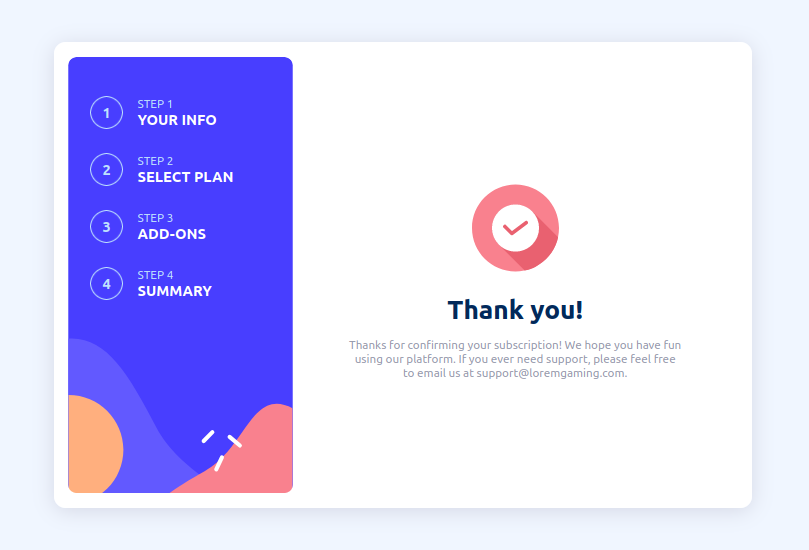 1
STEP 1
YOUR INFO
2
STEP 2
SELECT PLAN
3
STEP 3
ADD-ONS
4
STEP 4
SUMMARY
Thank you!
Thanks for confirming your subscription! We hope you have fun
using our platform. If you ever need support, please feel free
to email us at support@loremgaming.com.